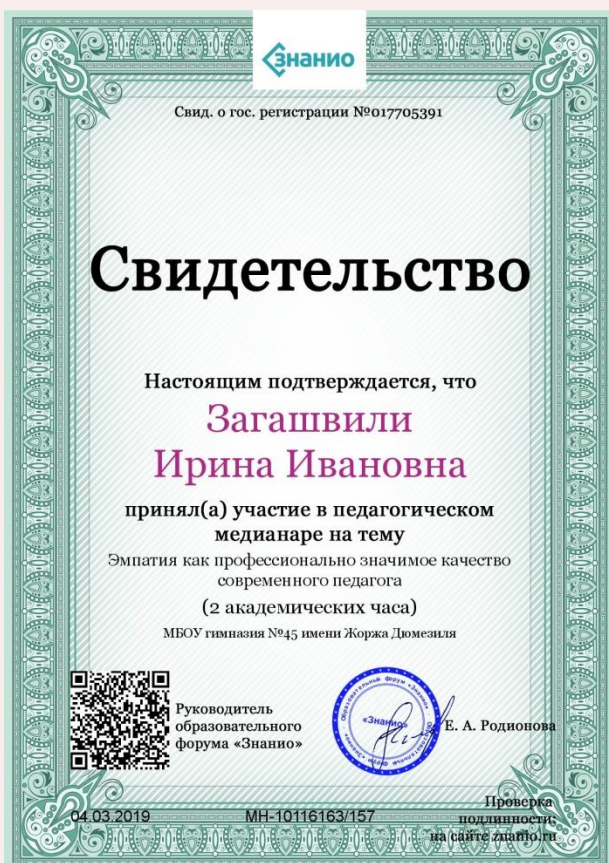 знанио
Свид. о гос. регистрации №017705391
Свидетельство
Настоящим подтверждается, что
Загашвили
Ирина Ивановна
принял(а) участие в педагогическом
медианаре на тему
Эмпатия как профессионально значимое качество
современного педагога
(2 академических часа)
МБОУ гимназия №45 имени Жоржа Дюмезиля
Руководитель
образовательного
форума «Знанио»
«Знанио»
Е. А. Родионова
04.03.2019
МН-10116163/157
Проверка
подлинности:
на сайте znanio.ru